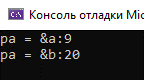 Консоль отладки Mic
pa = &a:9
pa = &b:20